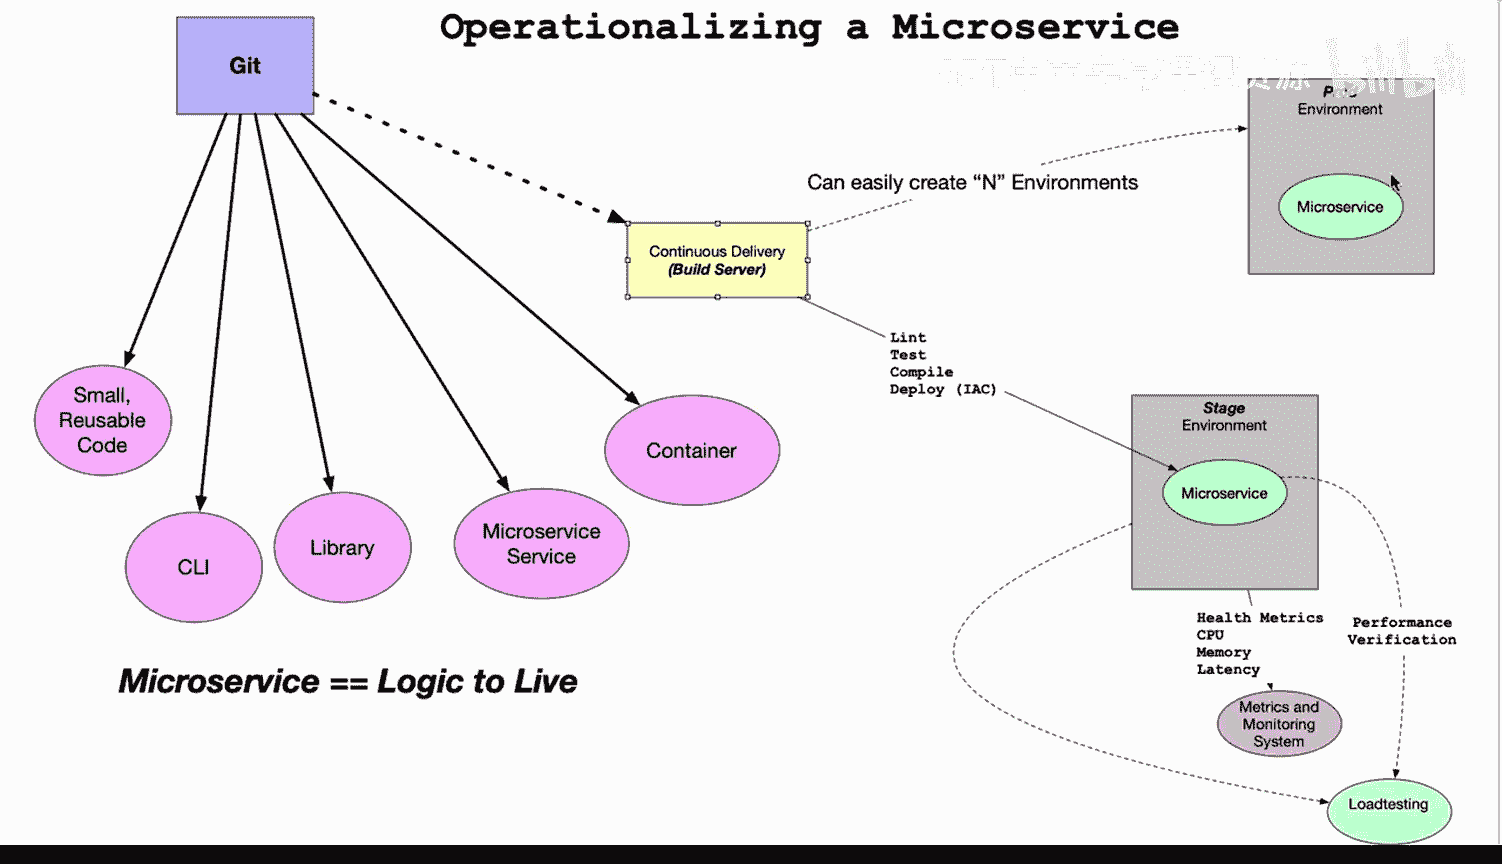 Operationalizing a Microservice
Git
Environment
Can easily create “N” Environments
Microservice
Continuous Delivery
(Build Server)
Lint
Test
Compile
Deploy (IAC)
Small,
Reusable
Code
Container
Stage
Environment
Microservice
CLI
Library
Microservice
Service
Health Metrics
CPU
Memory
Latency
Performance
Verification
Microservice == Logic to Live
Metrics and
Monitoring
System
Loadtesting